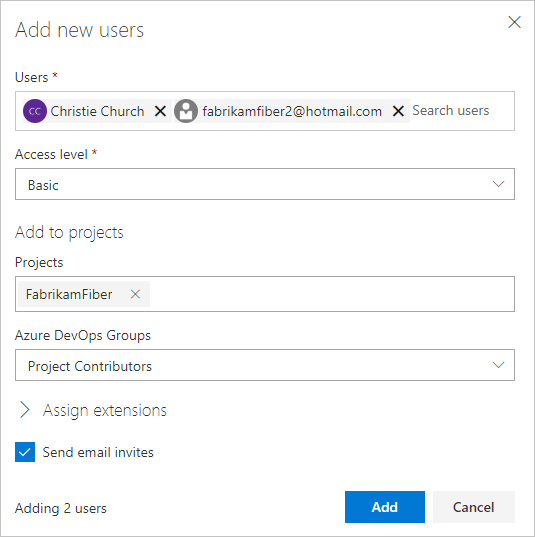 Add new users
Users *
CC Christie Church fabrikamfiber2@hotmail.com Search users
Access level *
Basic
Add to projects
Projects
FabrikamFiber
Azure DevOps Groups
Project Contributors
Assign extensions
Send email invites
Adding 2 users Add Cancel